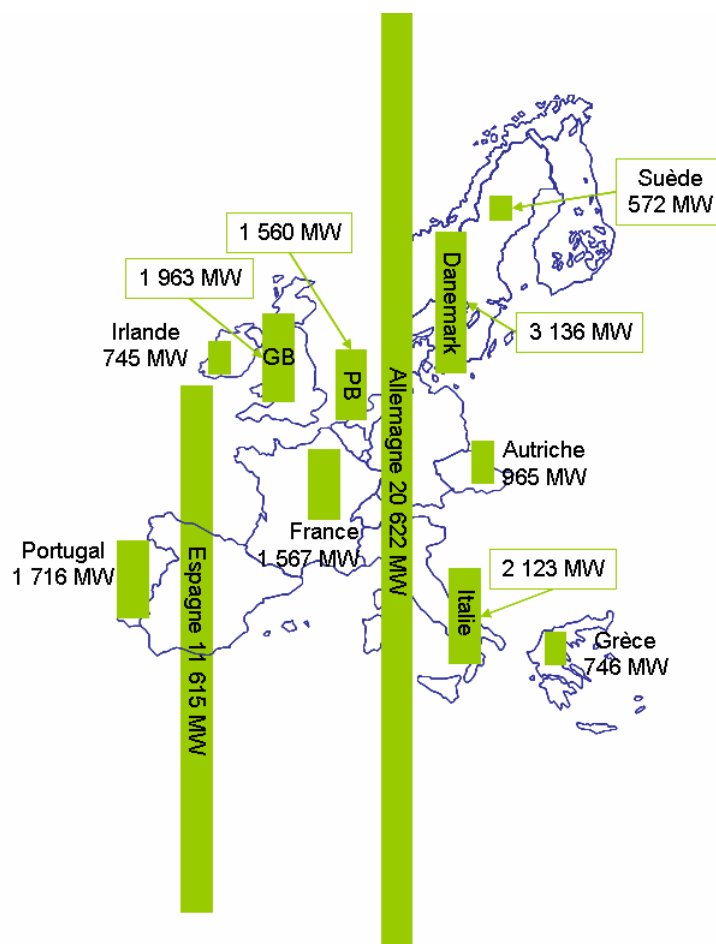 Suède
572 MW
1 560 MW
1 963 MW
Danemark
3 136 MW
Irlande
745 MW
GB
PB
Allemagne 20 622 MW
Autriche
965 MW
France
1 567 MW
Portugal
1 716 MW
Espagne 11 615 MW
2 123 MW
Italie
Grèce
746 MW